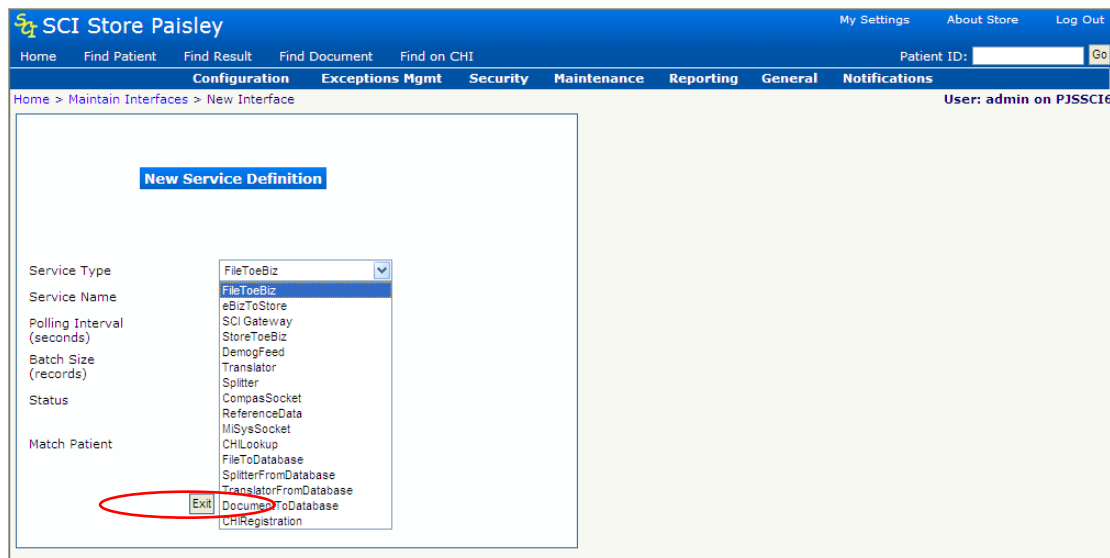 SCI Store Paisley
My Settings About Store Log Out
Home Find Patient Find Result Find Document Find on CHI
Patient ID: Go
Configuration Exceptions Mgmt Security Maintenance Reporting General Notifications
Home > Maintain Interfaces > New Interface
User: admin on PJSSCI6
New Service Definition
Service Type FileToeBiz
Service Name
Polling Interval
(seconds)
Batch Size
(records)
Status
Match Patient
FileToeBiz
eBizToStore
SCI Gateway
StoreToeBiz
DemogFeed
Translator
Splitter
CompasSocket
ReferenceData
MiSysSocket
CHILookup
FileToDatabase
SplitterFromDatabase
TranslatorFromDatabase
DocumentToDatabase
CHIRegistration
Exit